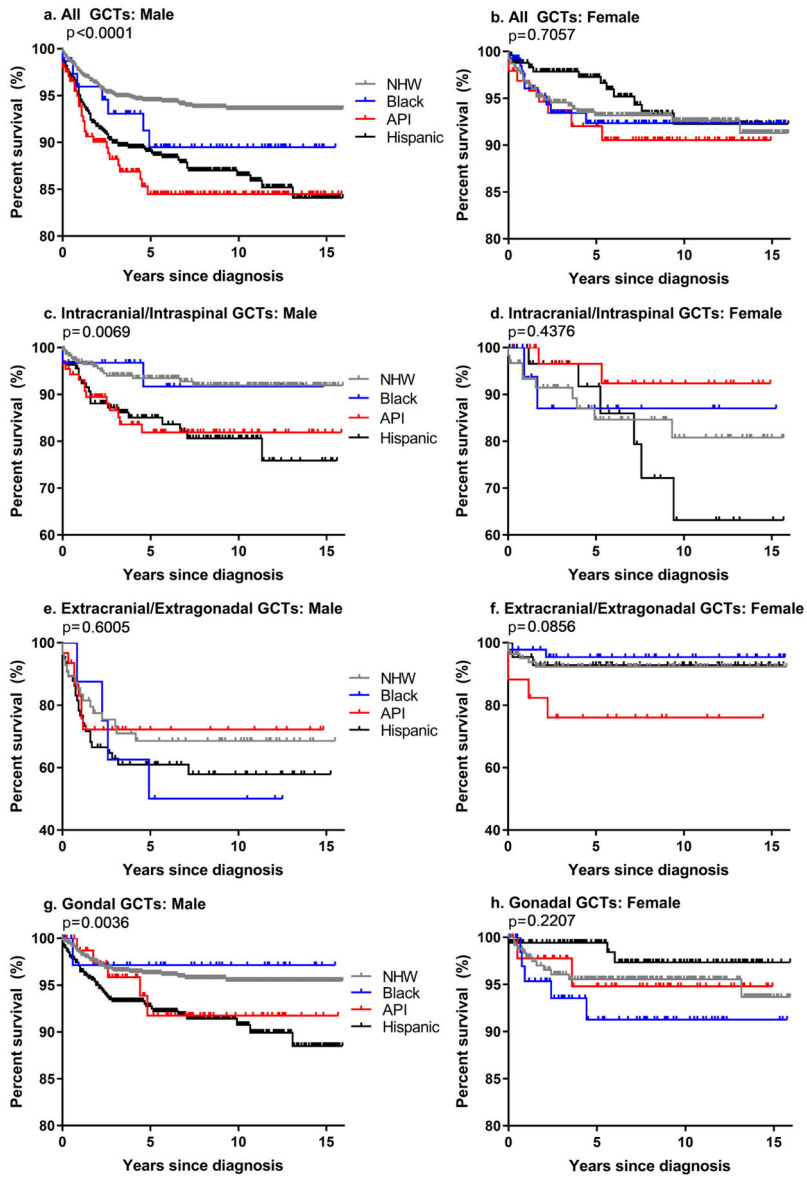 a. All GCTs: Male
p<0.0001
100
95
90
85
80
0 5 10 15
Percent survival (%)
Years since diagnosis
NHW
Black
API
Hispanic
b. All GCTs: Female
p=0.7057
100
95
90
85
80
0 5 10 15
Percent survival (%)
Years since diagnosis
c. Intracranial/Intraspinal GCTs: Male
p=0.0069
100
90
80
70
60
0 5 10 15
Percent survival (%)
Years since diagnosis
NHW
Black
API
Hispanic
d. Intracranial/Intraspinal GCTs: Female
p=0.4376
100
90
80
70
60
0 5 10 15
Percent survival (%)
Years since diagnosis
e. Extracranial/Extragonadal GCTs: Male
p=0.6005
100
80
60
40
0 5 10 15
Percent survival (%)
Years since diagnosis
NHW
Black
API
Hispanic
f. Extracranial/Extragonadal GCTs: Female
p=0.0856
100
80
60
40
0 5 10 15
Percent survival (%)
Years since diagnosis
g. Gondal GCTs: Male
p=0.0036
100
95
90
85
80
0 5 10 15
Percent survival (%)
Years since diagnosis
NHW
Black
API
Hispanic
h. Gonadal GCTs: Female
p=0.2207
100
95
90
85
80
0 5 10 15
Percent survival (%)
Years since diagnosis